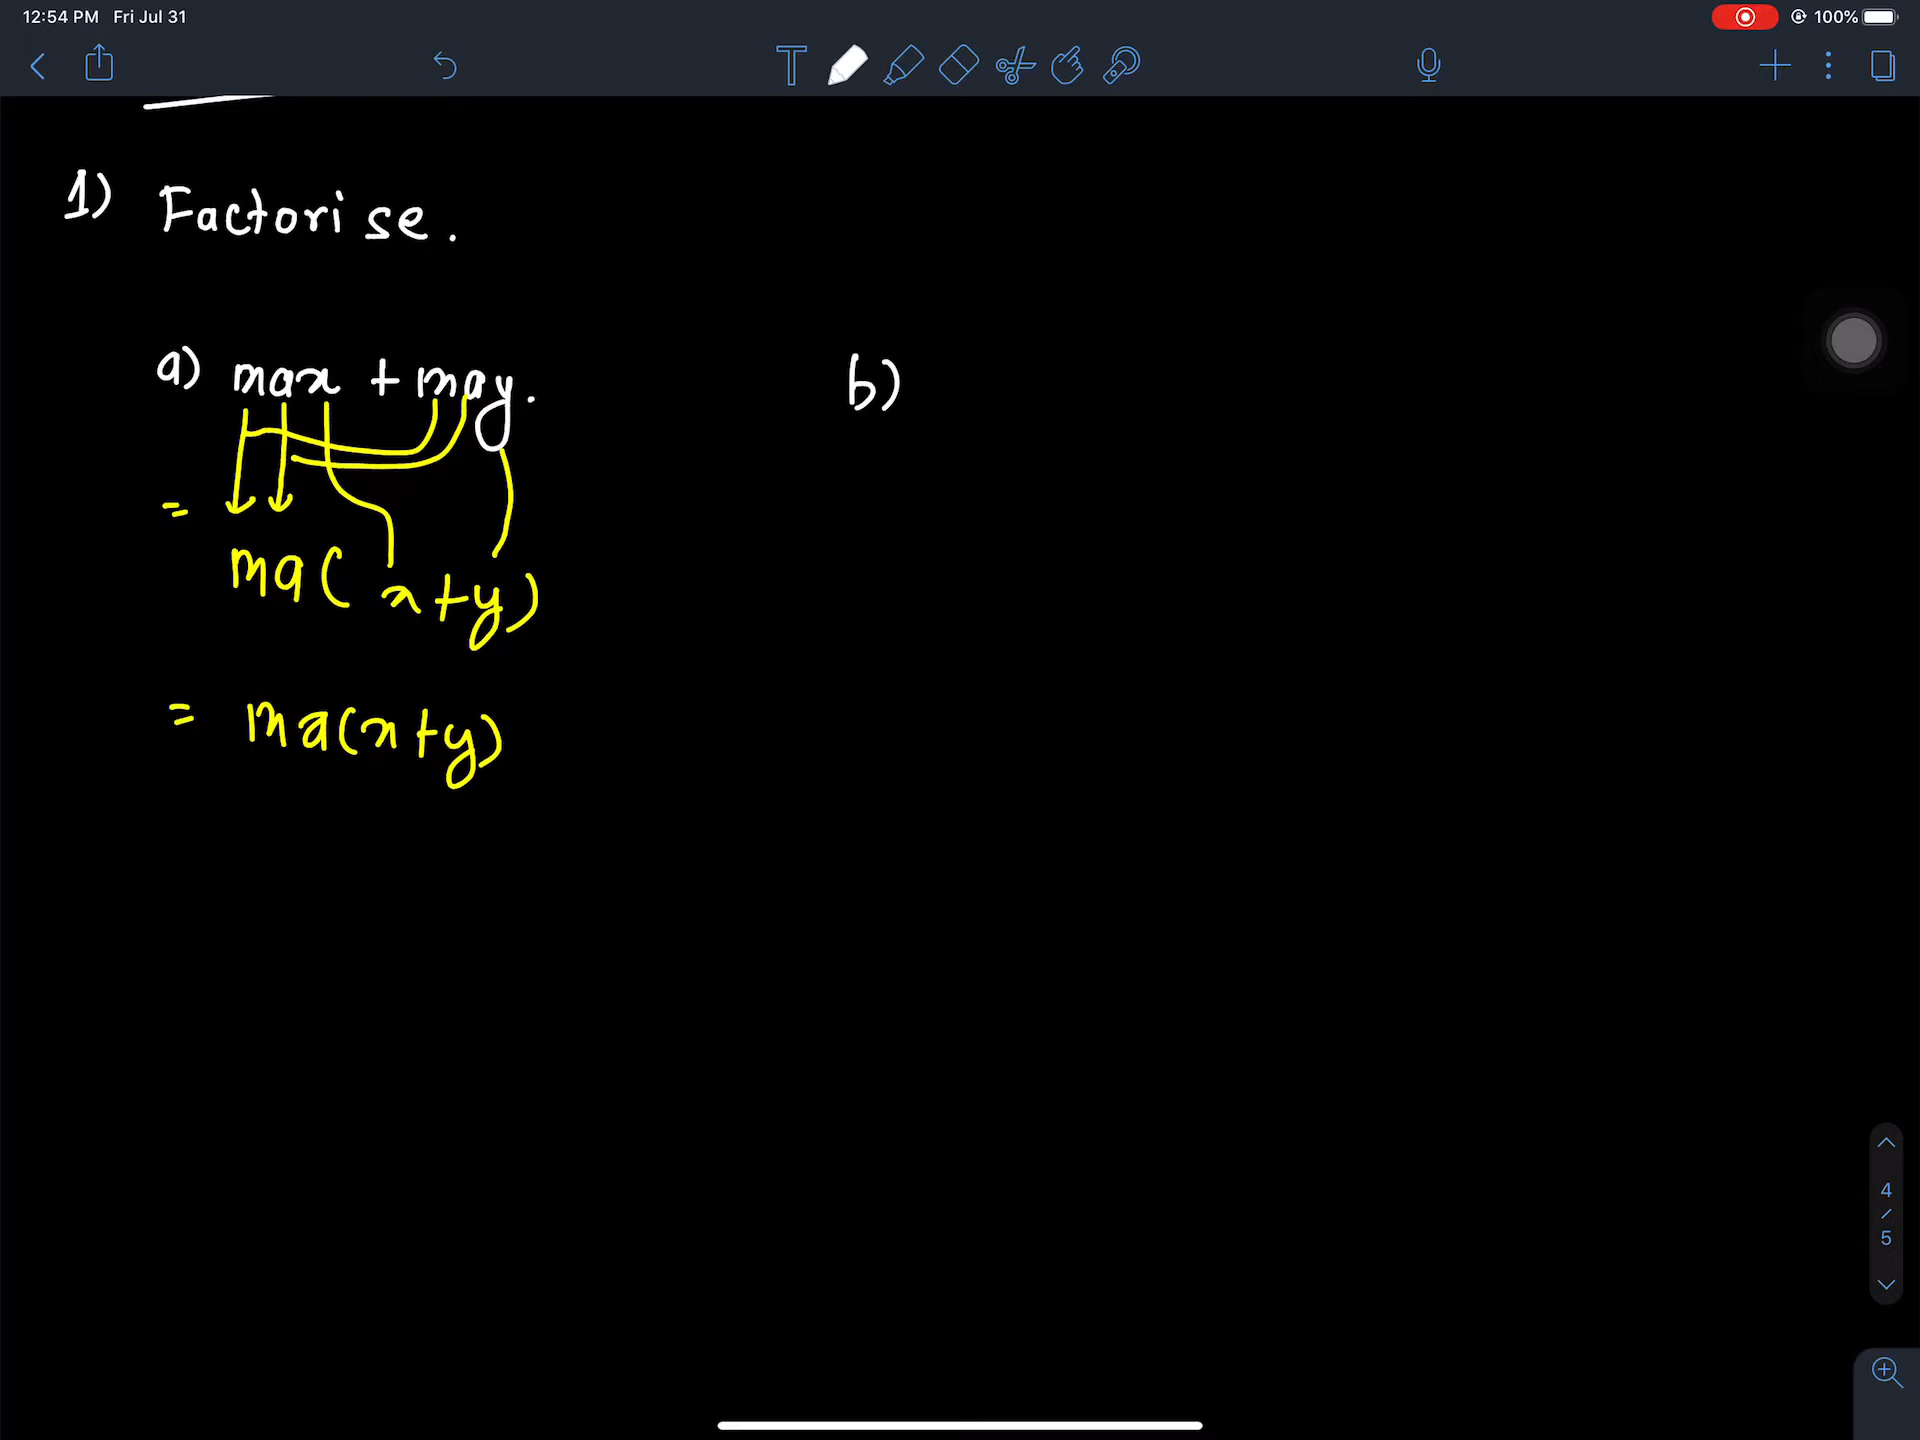 12:54 PM Fri Jul 31
100%
1) Factorise.
a) max + may.
b)
= ma( x+y)
= ma(x+y)
4
/
5